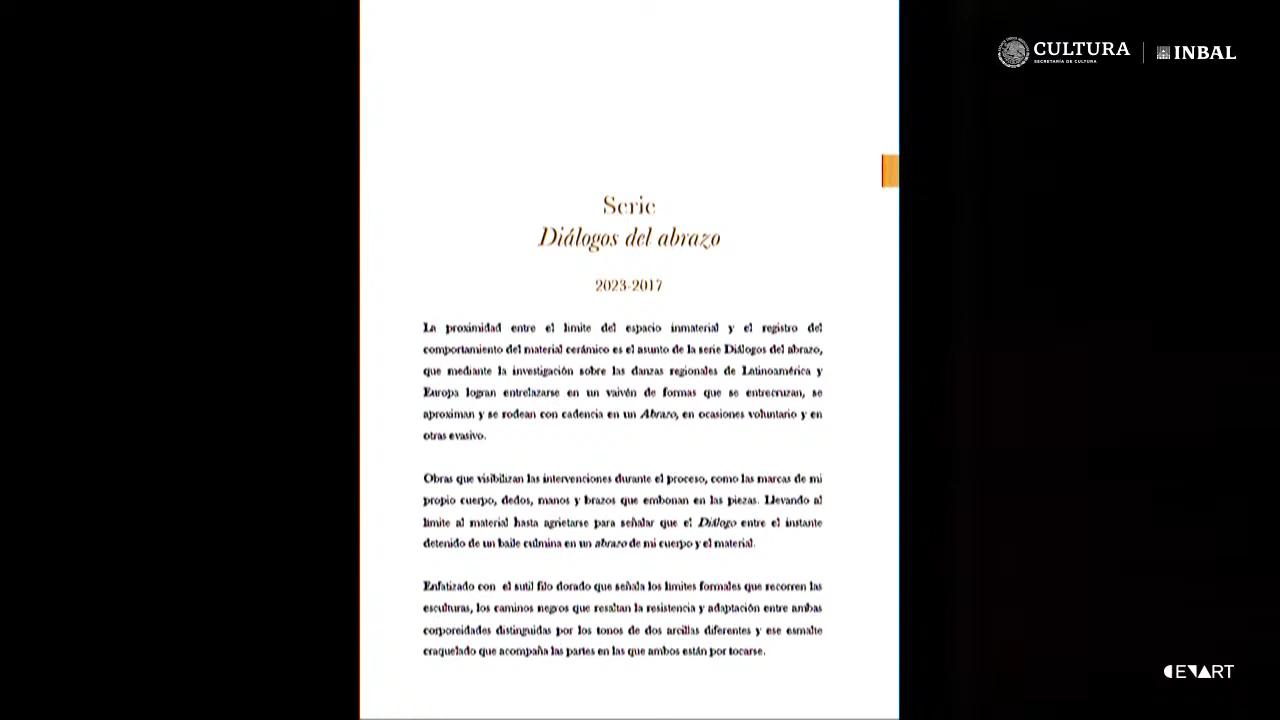 CULTURA
SECRETARÍA DE CULTURA
INBAL
Serie
Diálogos del abrazo
2023-2017
La proximidad entre el limite del espacio inmaterial y el registro del
comportamiento del material cerámico es el asunto de la serie Diálogos del abrazo,
que mediante la investigación sobre las danzas regionales de Latinoamérica y
Europa logran entrelazarse en un vaivén de formas que se entrecruzan, se
aproximan y se rodean con cadencia en un Abrazo, en ocasiones voluntario y en
otras evasivo.
Obras que visibilizan las intervenciones durante el proceso, como las marcas de mi
propio cuerpo, dedos, manos y brazos que embonan en las piezas. Llevando al
limite al material hasta agrietarse para señalar que el Diálogo entre el instante
detenido de un baile culmina en un abrazo de mi cuerpo y el material.
Enfatizado con el sutil filo dorado que señala los limites formales que recorren las
esculturas, los caminos negros que resaltan la resistencia y adaptación entre ambas
corporeidades distinguidas por los tonos de dos arcillas diferentes y ese esmalte
craquelado que acompaña las partes en las que ambos están por tocarse.
CENART